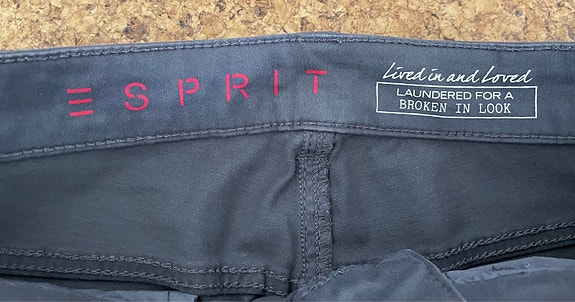 ESPRIT
Lived in and Loved
LAUNDERED FOR A
BROKEN IN LOOK